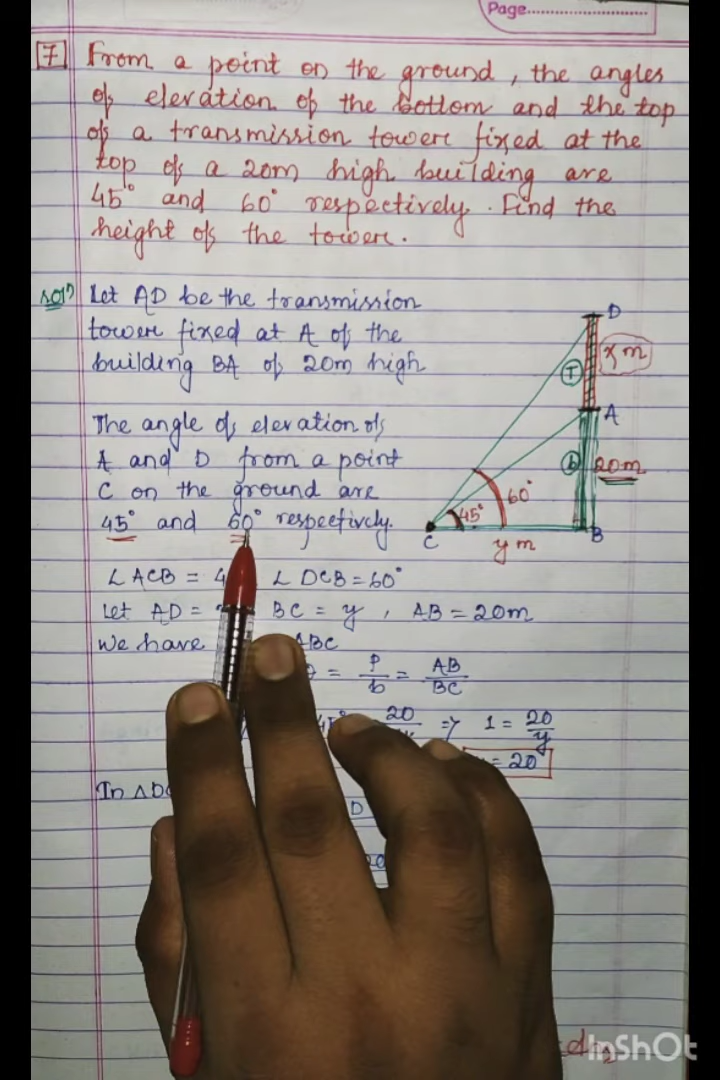 Page
[7] From a point on the ground, the angles
of elevation of the bottom and the top
of a transmission tower fixed at the
top of a 20m high building are
45° and 60° respectively. Find the
height of the tower.
Solⁿ Let AD be the transmission
tower fixed at A of the
building BA of 20m high
The angle of elevation of
A and D from a point
C on the ground are
45° and 60° respectively.
D
x m
T
A
b
20m
60°
45°
C
y m
B
∠ACB = 4 ∠DCB = 60°
Let AD = BC = y, AB = 20m
We have ABC
= P/b = AB/BC
45° 20 ⇒ 1 = 20/y
= 20
In ΔD
D
InShOt